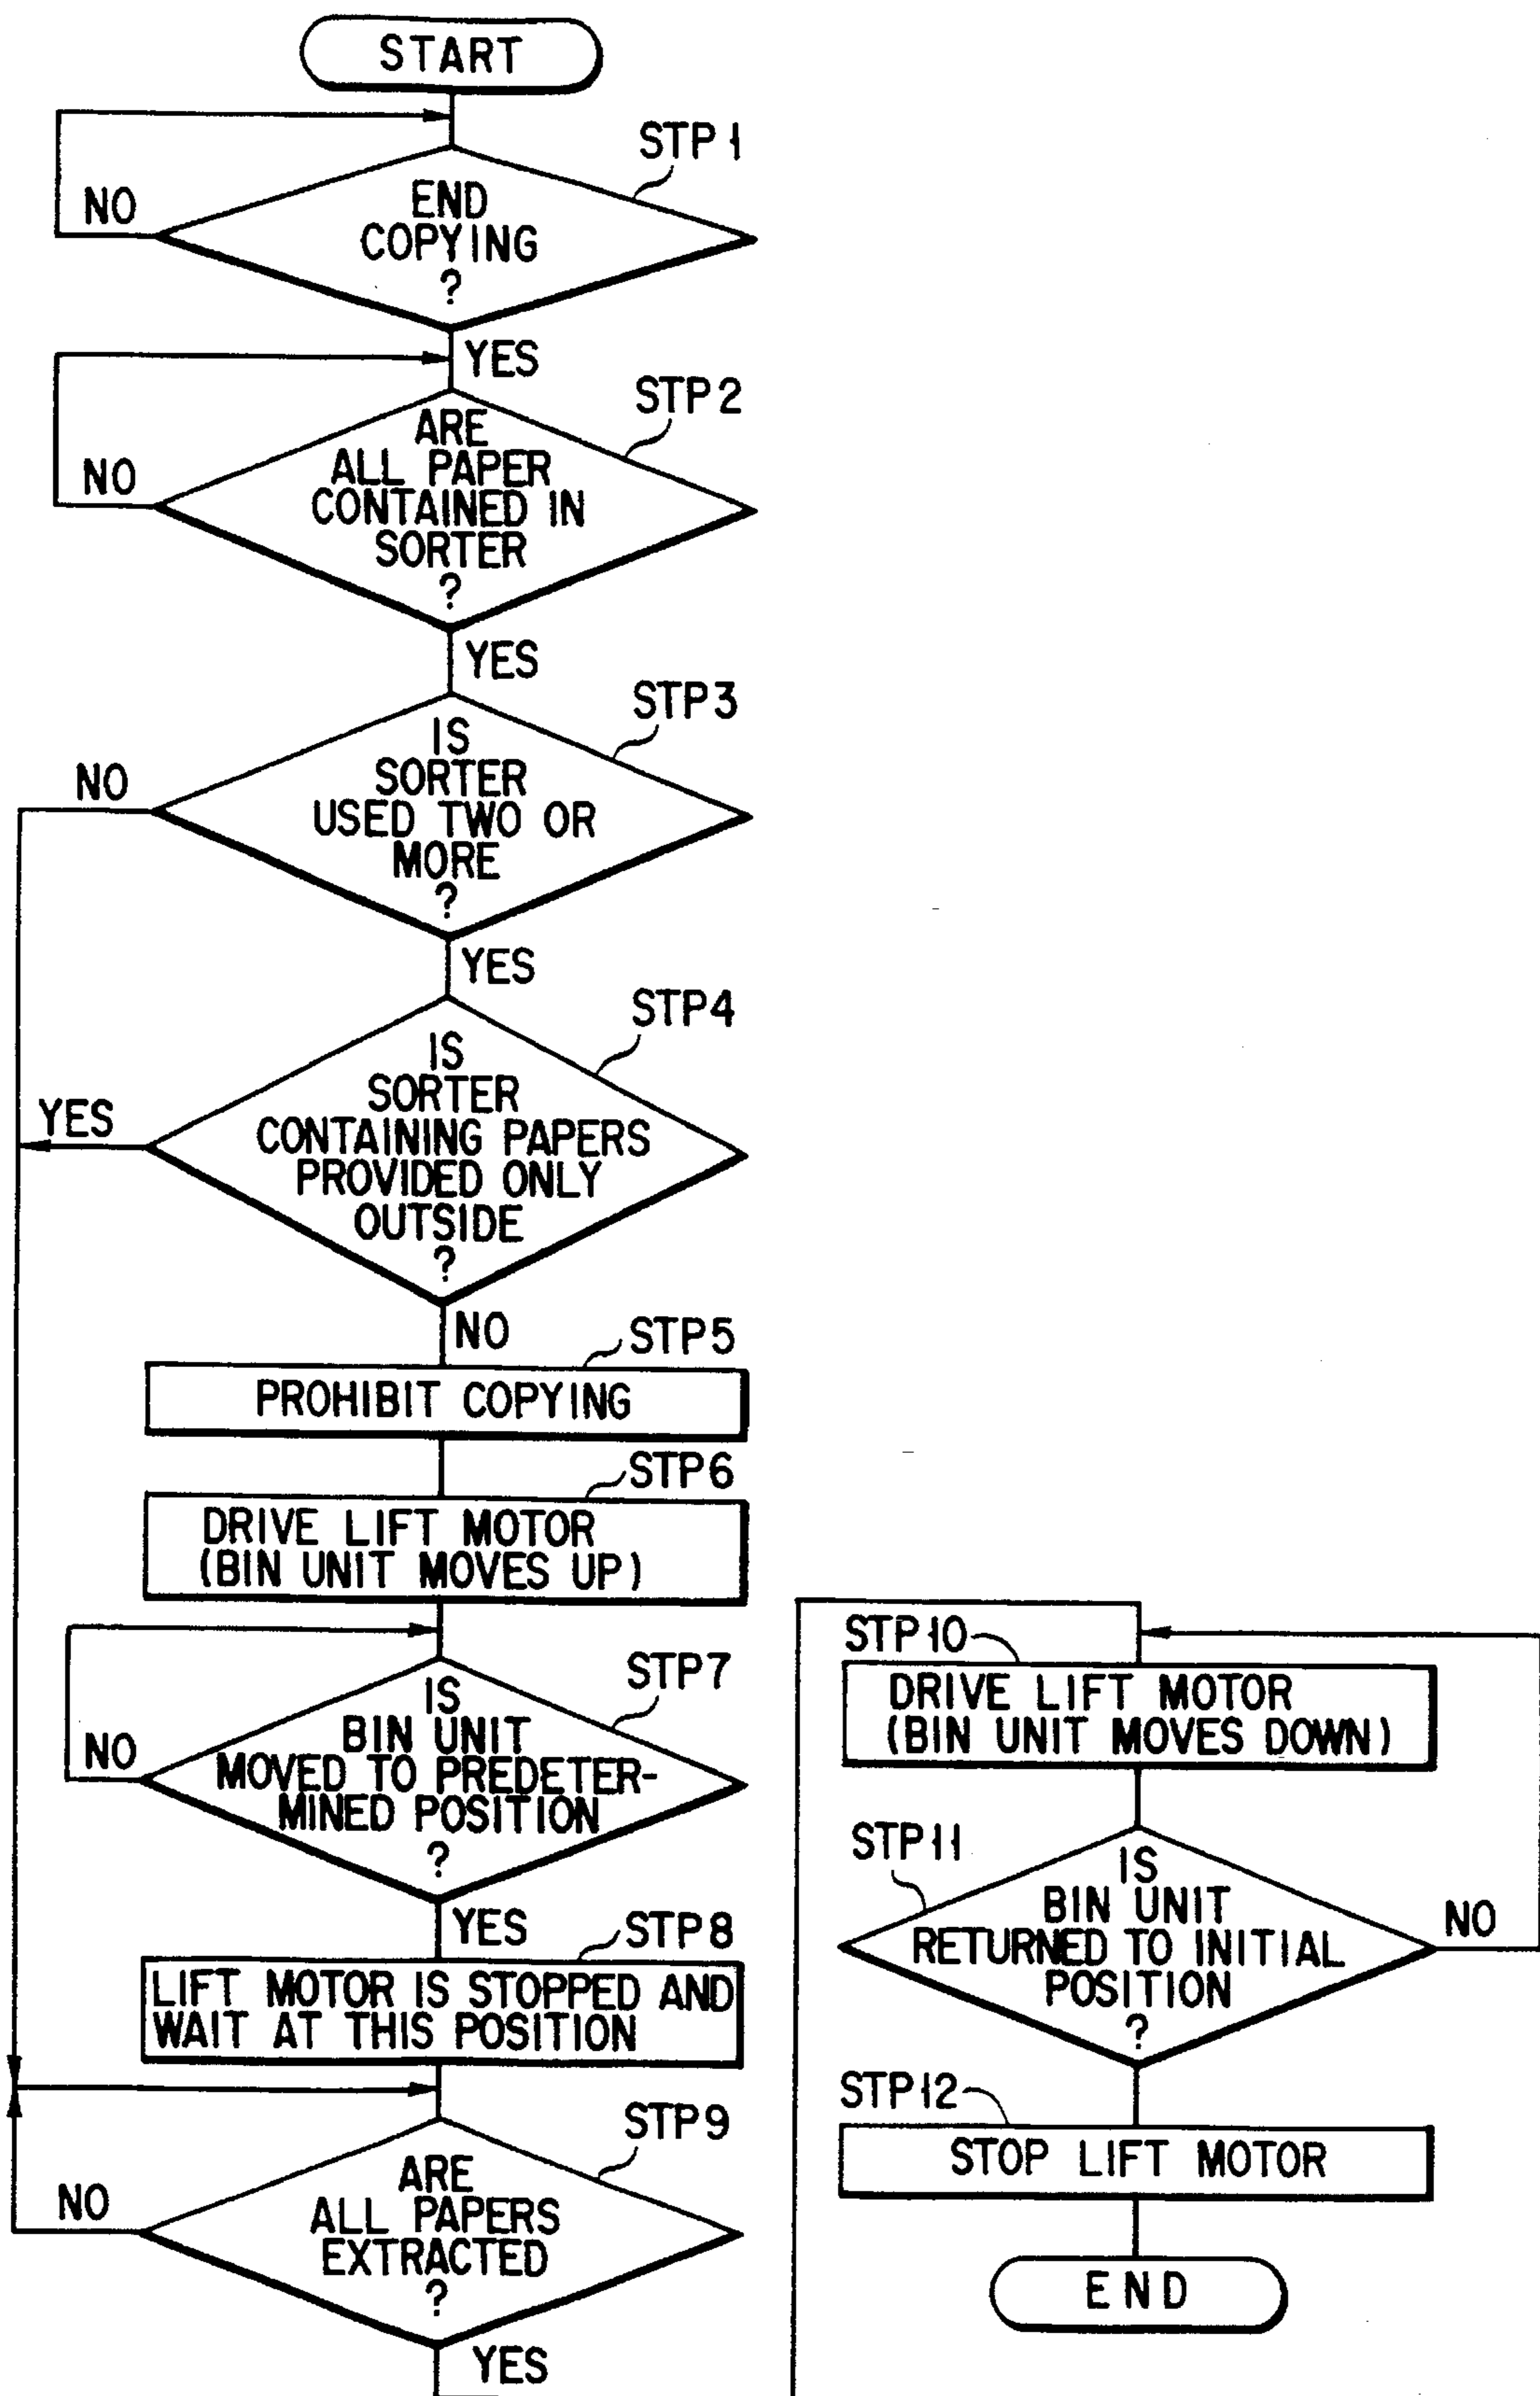 START
STP1
END
COPYING
?
NO
YES
STP2
ARE
ALL PAPER
CONTAINED IN
SORTER
?
NO
YES
STP3
IS
SORTER
USED TWO OR
MORE
?
NO
YES
STP4
IS
SORTER
CONTAINING PAPERS
PROVIDED ONLY
OUTSIDE
?
YES
NO
STP5
PROHIBIT COPYING
STP6
DRIVE LIFT MOTOR
(BIN UNIT MOVES UP)
STP7
IS
BIN UNIT
MOVED TO PREDETER-
MINED POSITION
?
NO
YES
STP8
LIFT MOTOR IS STOPPED AND
WAIT AT THIS POSITION
STP9
ARE
ALL PAPERS
EXTRACTED
?
NO
YES
STP10
DRIVE LIFT MOTOR
(BIN UNIT MOVES DOWN)
STP11
IS
BIN UNIT
RETURNED TO INITIAL
POSITION
?
NO
STP12
STOP LIFT MOTOR
END